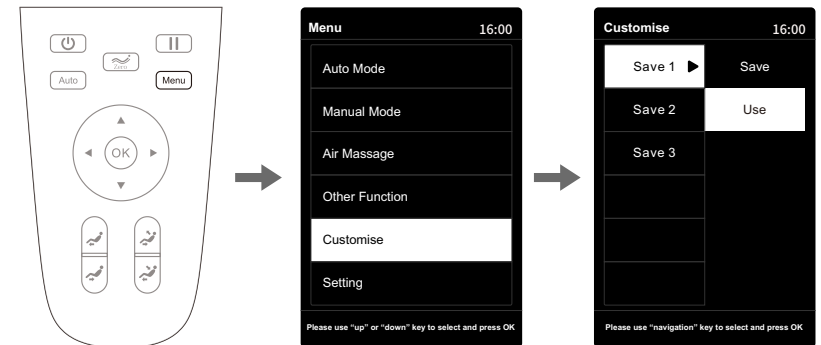 Zero
Auto
Menu
OK
Menu 16:00
Auto Mode
Manual Mode
Air Massage
Other Function
Customise
Setting
Please use “up” or “down” key to select and press OK
Customise 16:00
Save 1 Save
Save 2 Use
Save 3
Please use “navigation” key to select and press OK